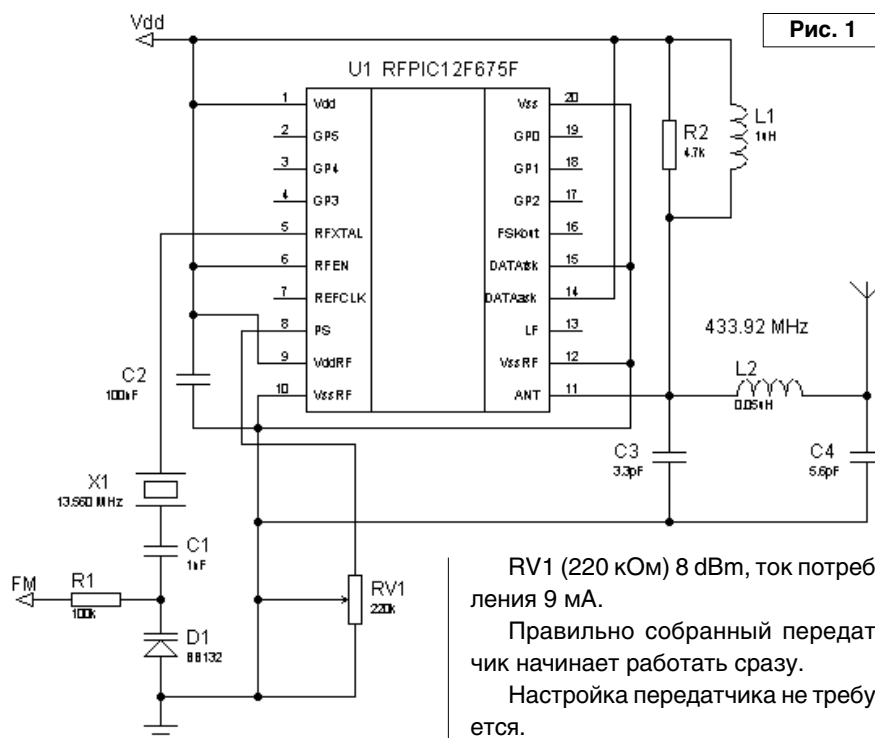 Vdd
Рис. 1
U1 RFPIC12F675F
1 Vdd
2 GP5
3 GP4
4 GP3
5 RFXTAL
6 RFEN
7 REFCLK
8 PS
9 VddRF
10 VssRF
Vss 20
GP0 19
GP1 18
GP2 17
FSKout 16
DATAfsk 15
DATAask 14
LF 13
VssRF 12
ANT 11
R2
4.7k
L1
1uH
433.92 MHz
L2
0.05uH
C2
100nF
C3
3.3pF
C4
5.6pF
X1
13.560 MHz
C1
1nF
FM
R1
100k
RV1
220k
D1
BB132
RV1 (220 кОм) 8 dBm, ток потреб
ления 9 мА.
Правильно собранный передат
чик начинает работать сразу.
Настройка передатчика не требу
ется.